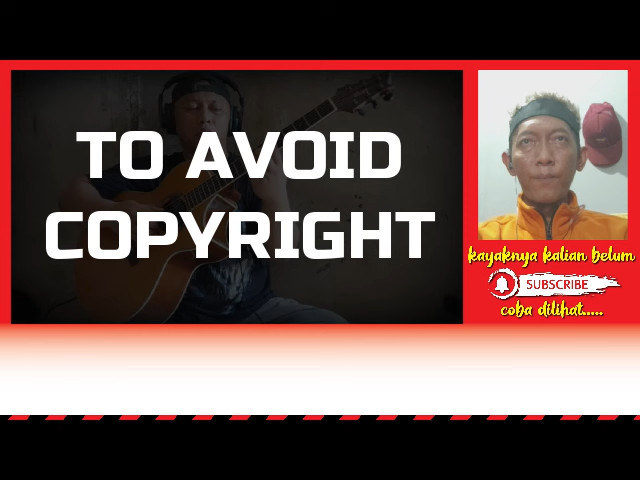 TO AVOID
COPYRIGHT
kayaknya kalian belum
SUBSCRIBE
coba dilihat.....